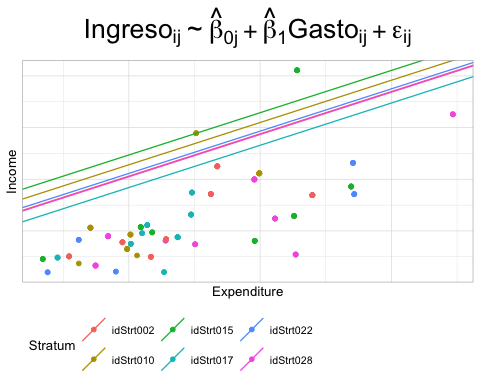 Ingreso_ij ~ β̂_0j + β̂_1Gasto_ij + ε_ij
Income
Expenditure
Stratum
idStrt002 idStrt015 idStrt022
idStrt010 idStrt017 idStrt028